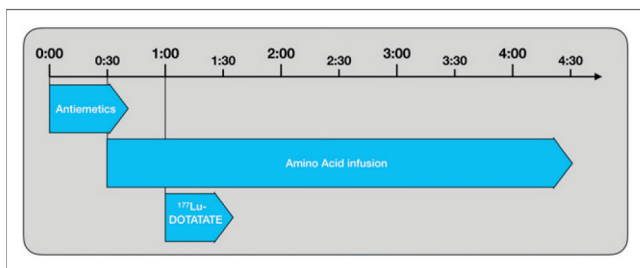 0:00 1:00 2:00 3:00 4:00
0:30 1:30 2:30 3:30 4:30
Antiemetics
Amino Acid infusion
¹⁷⁷Lu-
DOTATATE